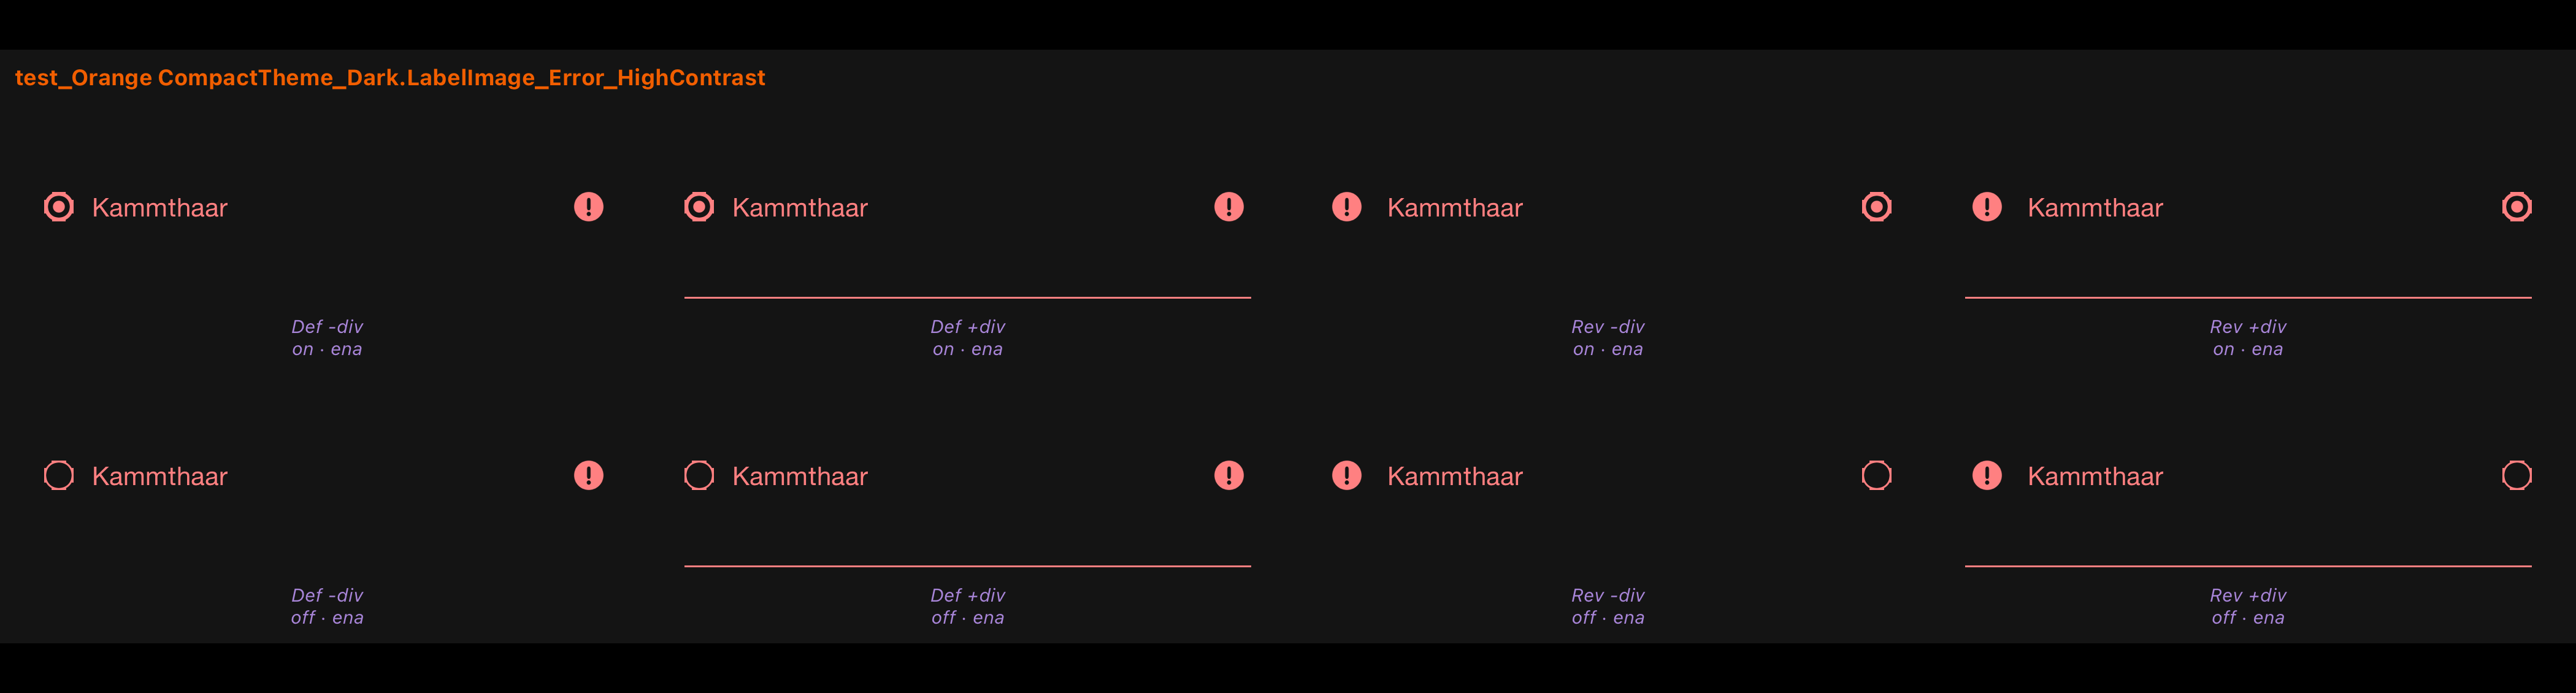 test_Orange CompactTheme_Dark.LabelImage_Error_HighContrast
Kammthaar
Kammthaar
Kammthaar
Kammthaar
Def -div
on · ena
Def +div
on · ena
Rev -div
on · ena
Rev +div
on · ena
Kammthaar
Kammthaar
Kammthaar
Kammthaar
Def -div
off · ena
Def +div
off · ena
Rev -div
off · ena
Rev +div
off · ena